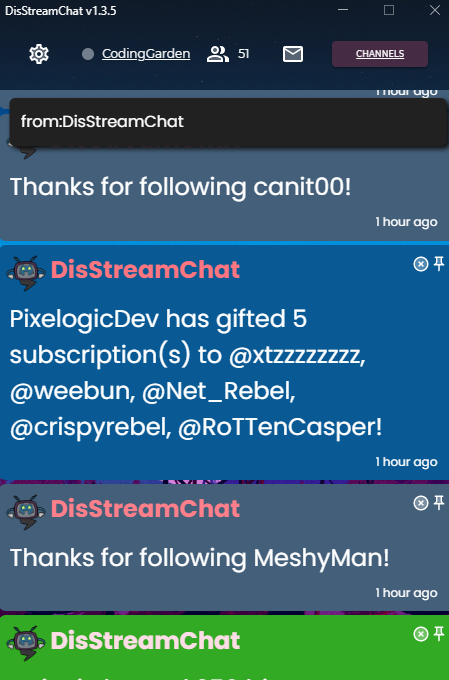 DisStreamChat v1.3.5
CodingGarden
51
CHANNELS
1 hour ago
from:DisStreamChat
Thanks for following canit00!
1 hour ago
DisStreamChat
PixelogicDev has gifted 5
subscription(s) to @xtzzzzzzzz,
@weebun, @Net_Rebel,
@crispyrebel, @RoTTenCasper!
1 hour ago
DisStreamChat
Thanks for following MeshyMan!
1 hour ago
DisStreamChat